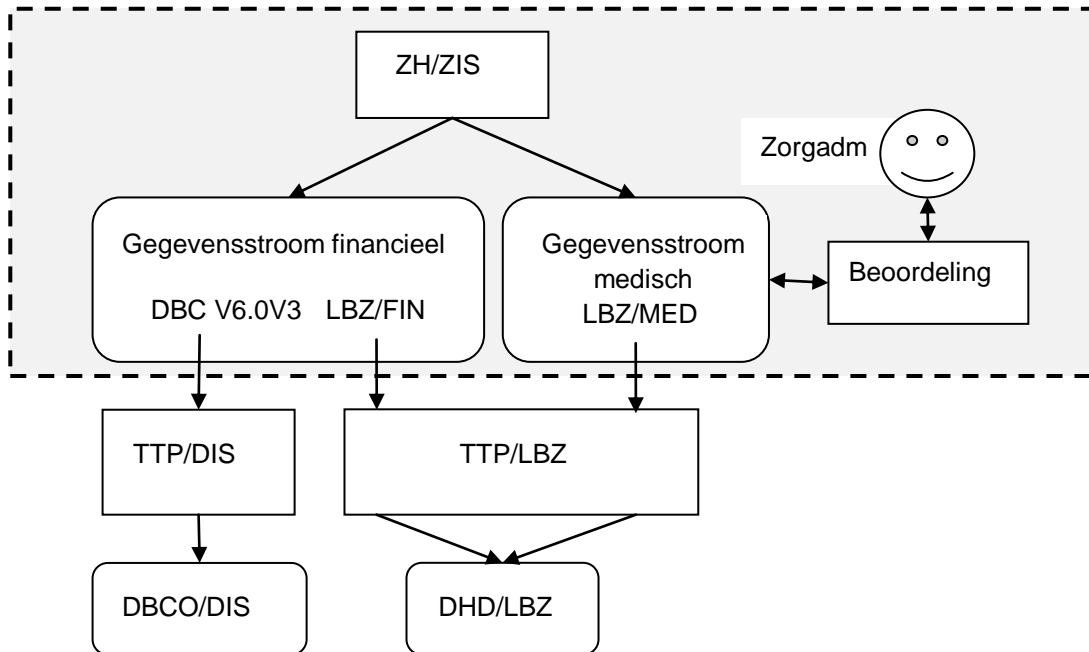 ZH/ZIS
Zorgadm
Gegevensstroom financieel
DBC V6.0V3 LBZ/FIN
Gegevensstroom
medisch
LBZ/MED
Beoordeling
TTP/DIS
TTP/LBZ
DBCO/DIS
DHD/LBZ